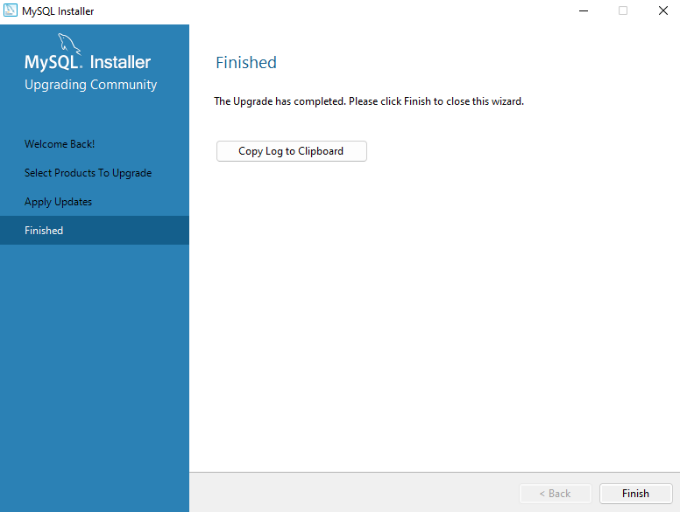 MySQL Installer
MySQL. Installer
Upgrading Community
Welcome Back!
Select Products To Upgrade
Apply Updates
Finished
Finished
The Upgrade has completed. Please click Finish to close this wizard.
Copy Log to Clipboard
< Back
Finish